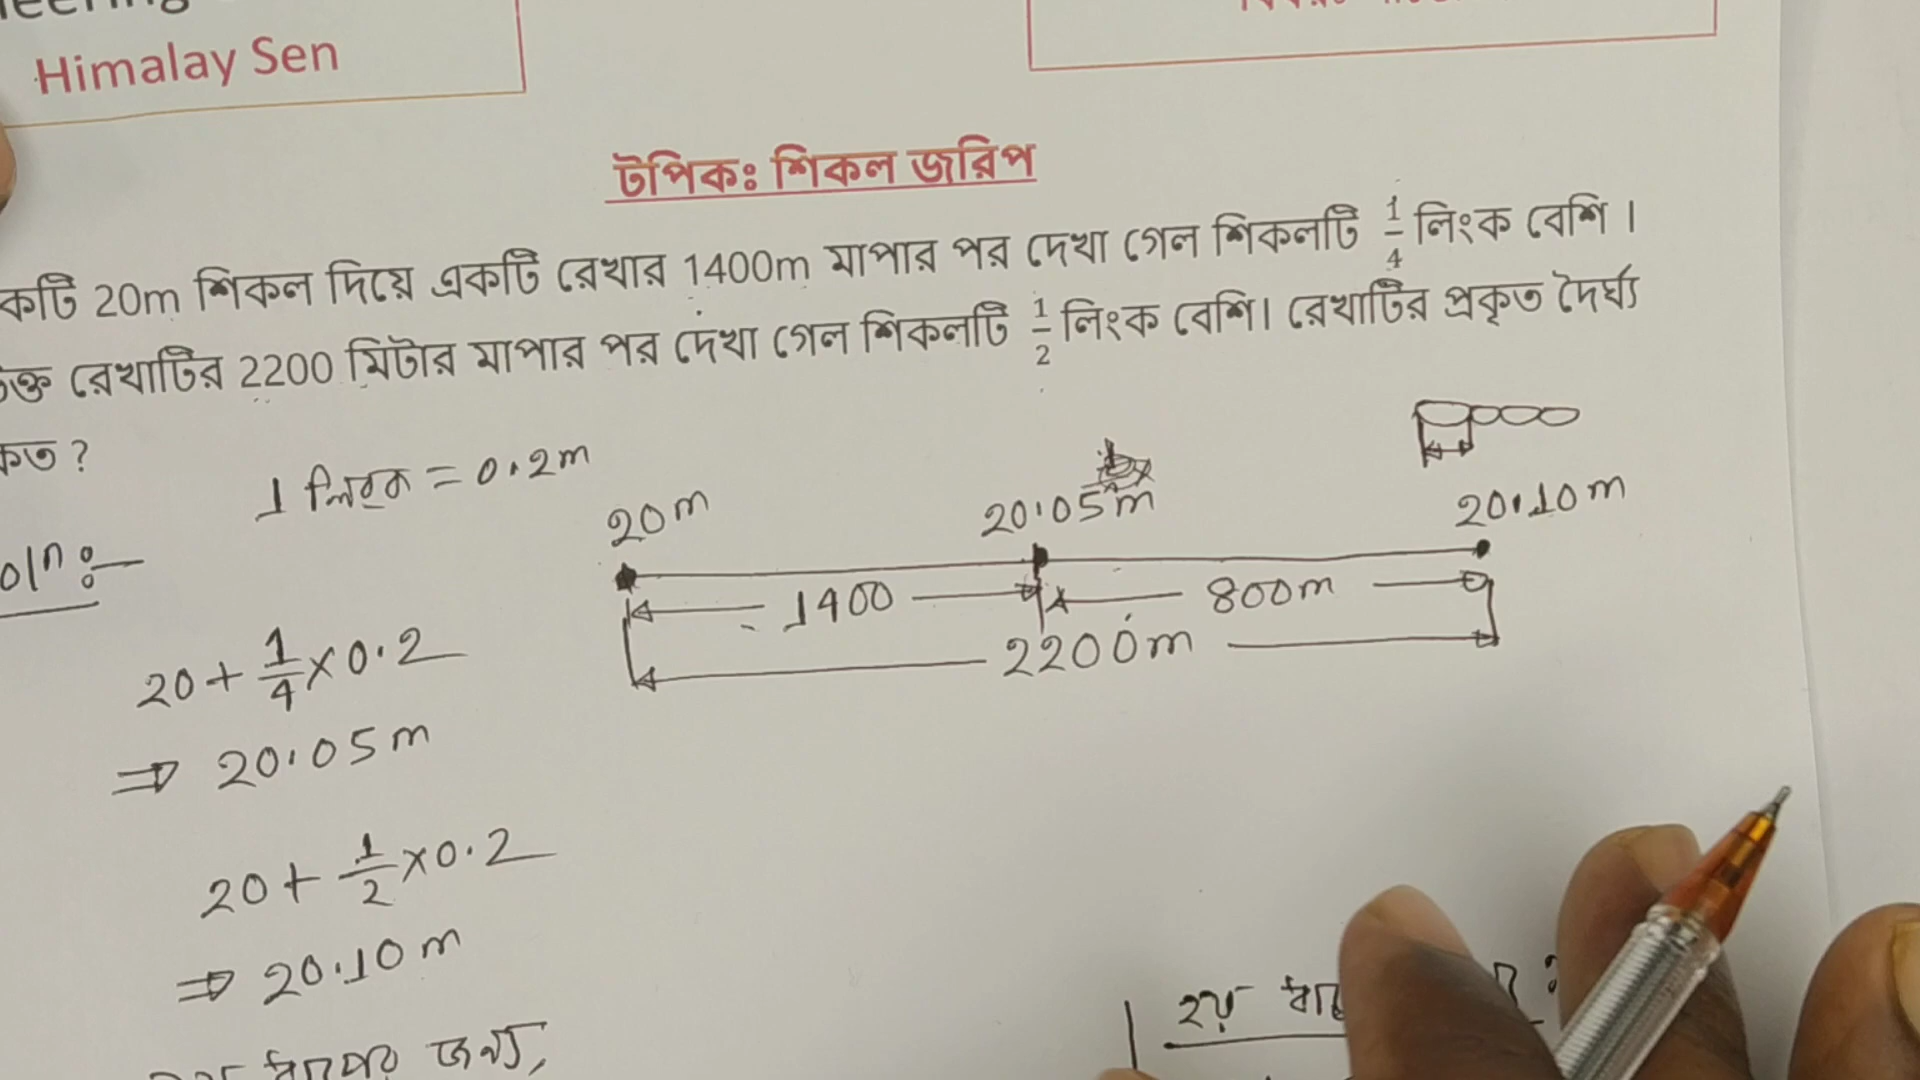 Himalay Sen
টপিকঃ শিকল জরিপ
20m শিকল দিয়ে একটি রেখার 1400m মাপার পর দেখা গেল শিকলটি 1/4 লিংক বেশি ।
রেখাটির 2200 মিটার মাপার পর দেখা গেল শিকলটি 1/2 লিংক বেশি। রেখাটির প্রকৃত দৈর্ঘ্য
কত ?
1 লিংক = 0.2m
20m 20.05m 20.10m
1400 800m
2200m
20 + 1/4 × 0.2
⇒ 20.05m
20 + 1/2 × 0.2
⇒ 20.10m
২য়
জন্য,